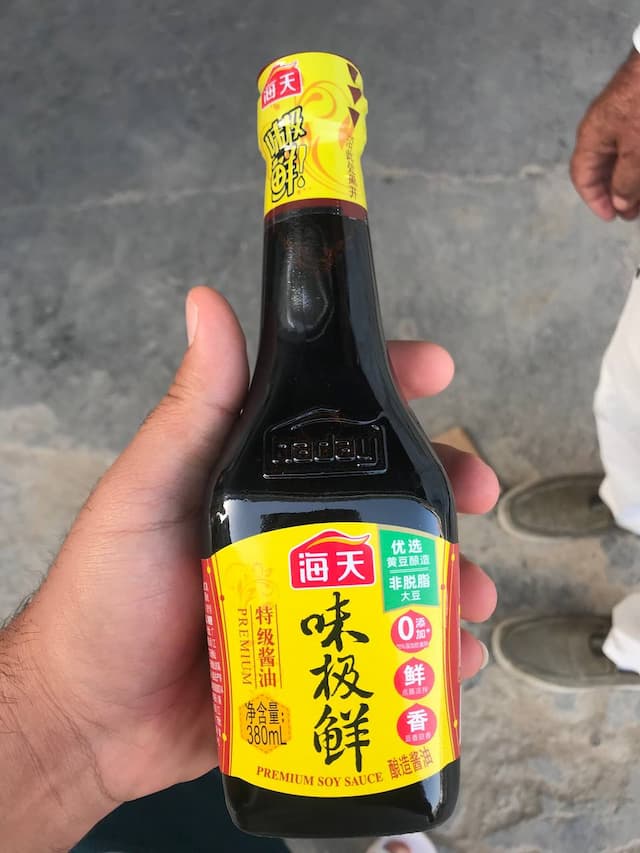 海天
味极
鲜!
haday
海天
优选
黄豆酿造
非脱脂
大豆
特级酱油
PREMIUM
味极鲜
0添加
鲜
香
净含量:
380mL
PREMIUM SOY SAUCE
酿造酱油